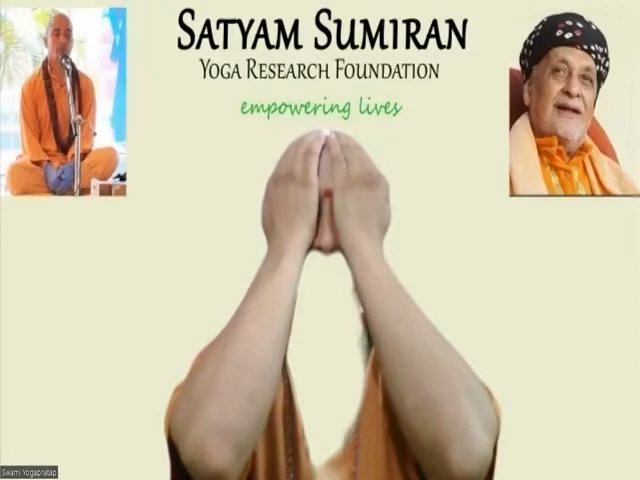 SATYAM SUMIRAN
YOGA RESEARCH FOUNDATION
empowering lives
Swami Yogapratap